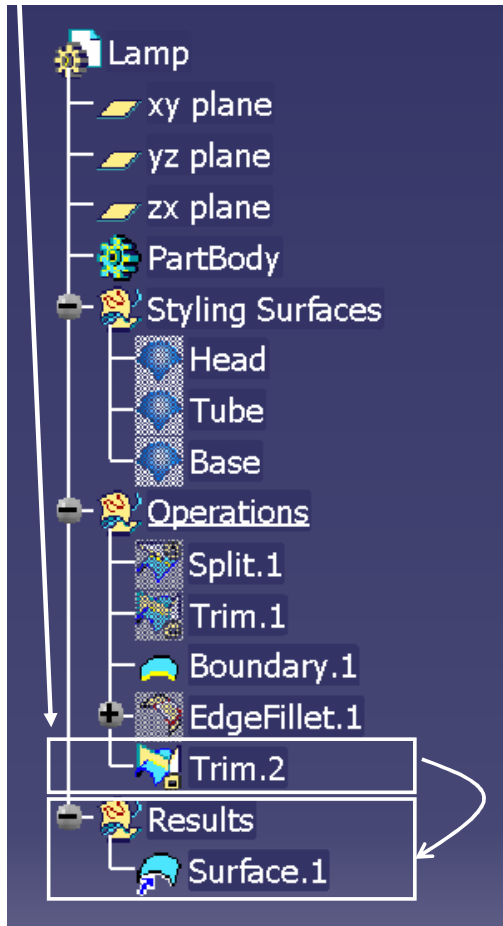 Lamp
xy plane
yz plane
zx plane
PartBody
Styling Surfaces
Head
Tube
Base
Operations
Split.1
Trim.1
Boundary.1
EdgeFillet.1
Trim.2
Results
Surface.1